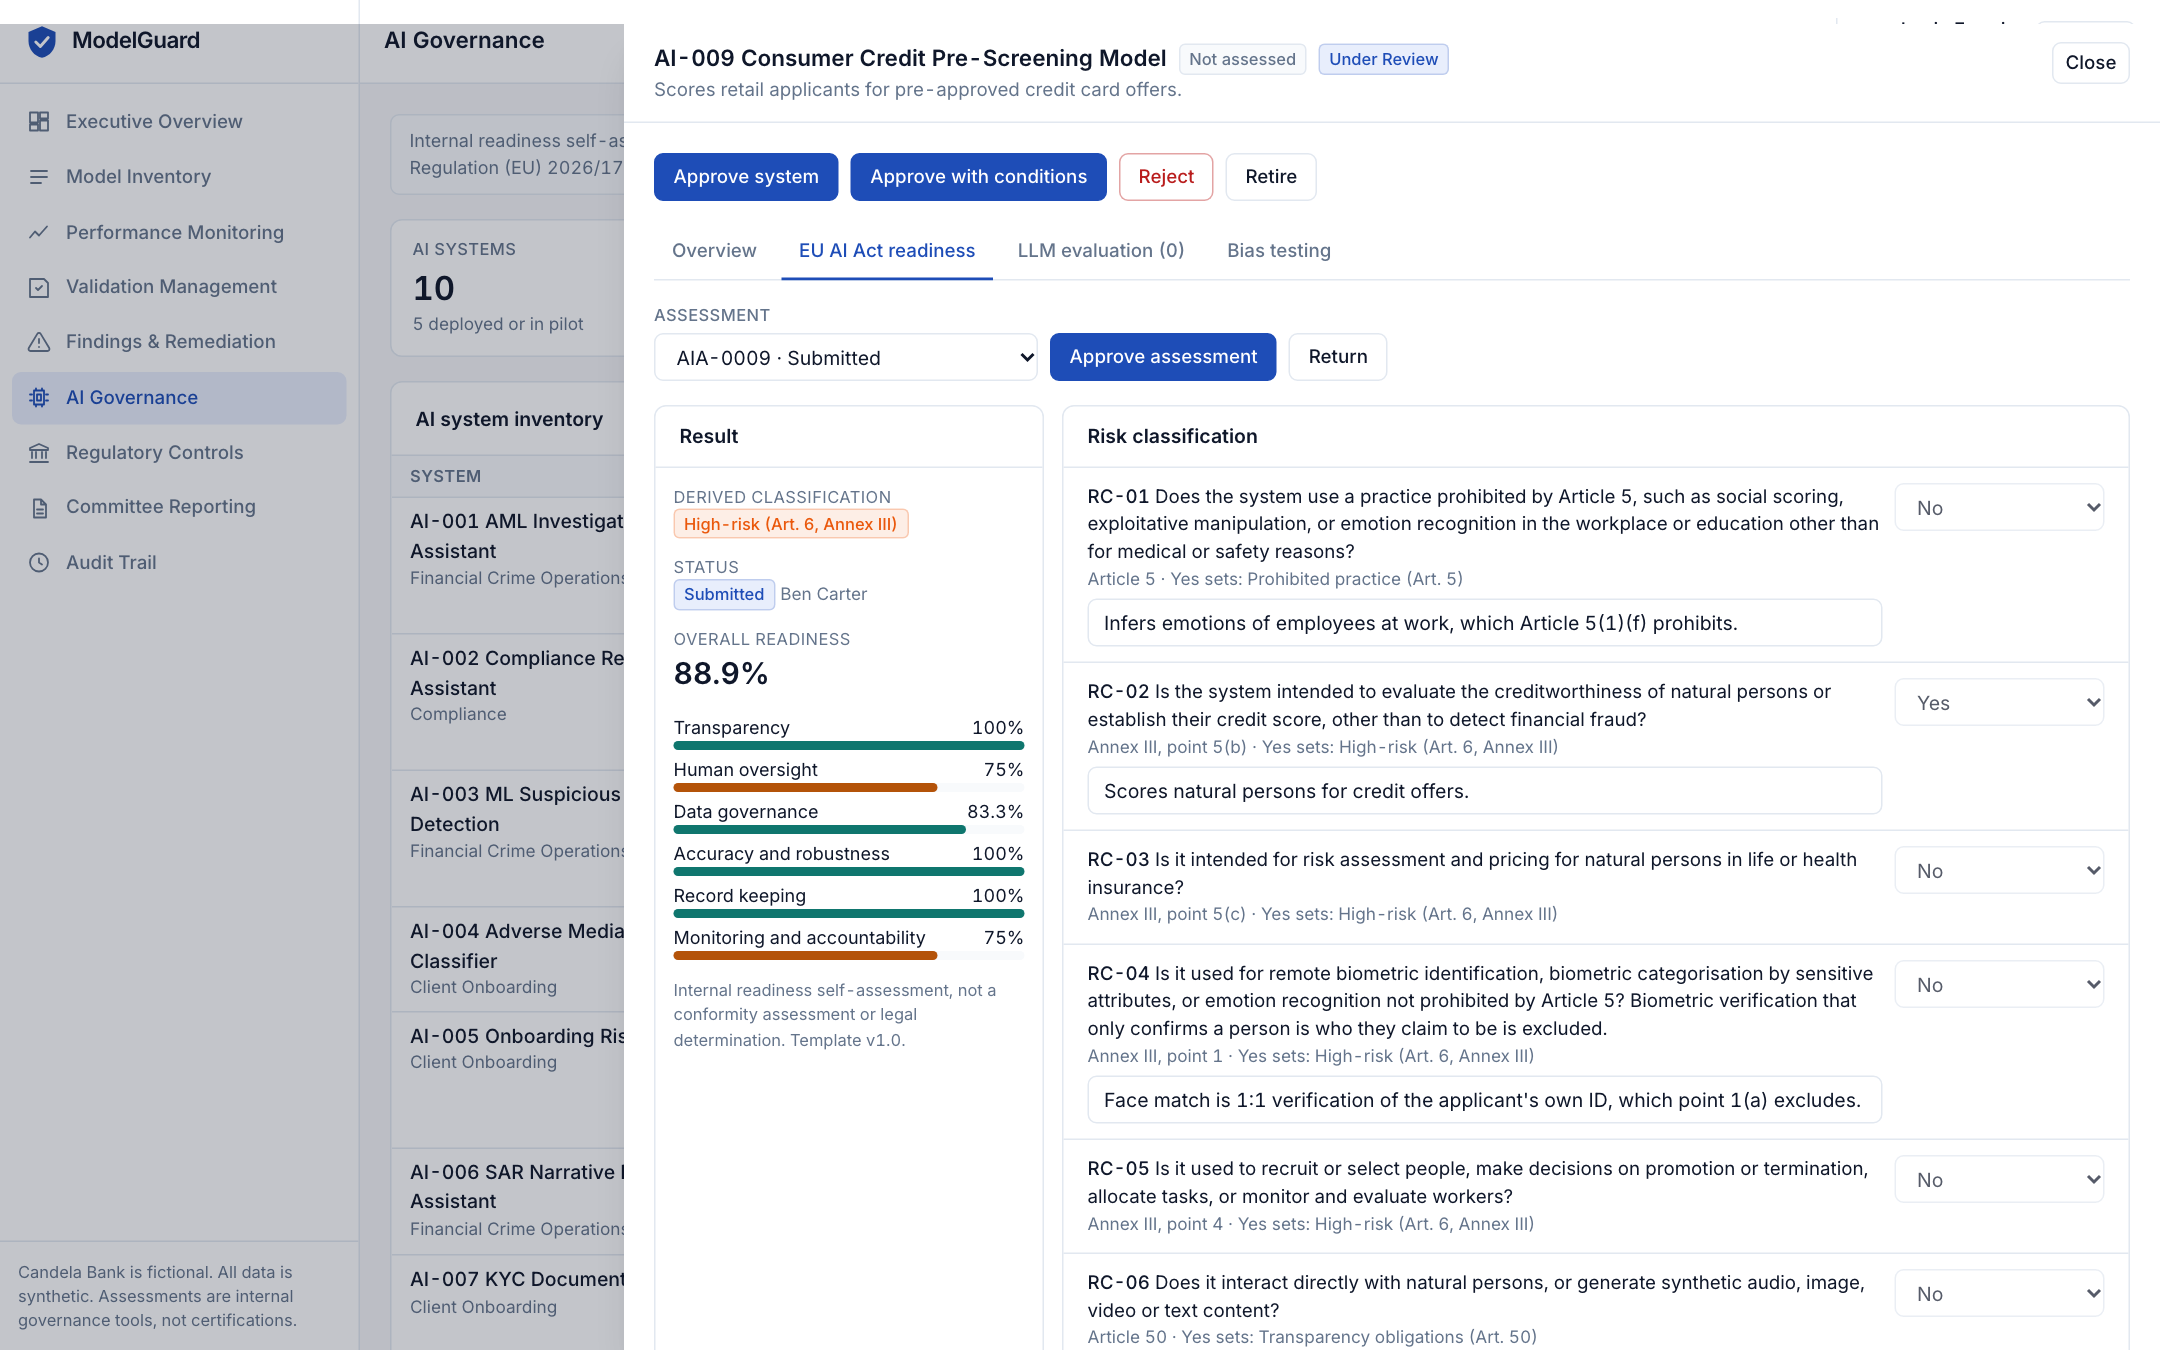 ModelGuard
Executive Overview
Model Inventory
Performance Monitoring
Validation Management
Findings & Remediation
AI Governance
Regulatory Controls
Committee Reporting
Audit Trail
Candela Bank is fictional. All data is
synthetic. Assessments are internal
governance tools, not certifications.
AI Governance
Internal readiness self-as
Regulation (EU) 2026/17
AI SYSTEMS
10
5 deployed or in pilot
AI system inventory
SYSTEM
AI-001 AML Investigat
Assistant
Financial Crime Operations
AI-002 Compliance Re
Assistant
Compliance
AI-003 ML Suspicious
Detection
Financial Crime Operations
AI-004 Adverse Media
Classifier
Client Onboarding
AI-005 Onboarding Ris
Client Onboarding
AI-006 SAR Narrative
Assistant
Financial Crime Operations
AI-007 KYC Document
Client Onboarding
AI-009 Consumer Credit Pre-Screening Model Not assessed Under Review
Scores retail applicants for pre-approved credit card offers.
Close
Approve system Approve with conditions Reject Retire
Overview EU AI Act readiness LLM evaluation (0) Bias testing
ASSESSMENT
AIA-0009 · Submitted Approve assessment Return
Result
DERIVED CLASSIFICATION
High-risk (Art. 6, Annex III)
STATUS
Submitted Ben Carter
OVERALL READINESS
88.9%
Transparency 100%
Human oversight 75%
Data governance 83.3%
Accuracy and robustness 100%
Record keeping 100%
Monitoring and accountability 75%
Internal readiness self-assessment, not a
conformity assessment or legal
determination. Template v1.0.
Risk classification
RC-01 Does the system use a practice prohibited by Article 5, such as social scoring,
exploitative manipulation, or emotion recognition in the workplace or education other than
for medical or safety reasons?
No
Article 5 · Yes sets: Prohibited practice (Art. 5)
Infers emotions of employees at work, which Article 5(1)(f) prohibits.
RC-02 Is the system intended to evaluate the creditworthiness of natural persons or
establish their credit score, other than to detect financial fraud?
Yes
Annex III, point 5(b) · Yes sets: High-risk (Art. 6, Annex III)
Scores natural persons for credit offers.
RC-03 Is it intended for risk assessment and pricing for natural persons in life or health
insurance?
No
Annex III, point 5(c) · Yes sets: High-risk (Art. 6, Annex III)
RC-04 Is it used for remote biometric identification, biometric categorisation by sensitive
attributes, or emotion recognition not prohibited by Article 5? Biometric verification that
only confirms a person is who they claim to be is excluded.
No
Annex III, point 1 · Yes sets: High-risk (Art. 6, Annex III)
Face match is 1:1 verification of the applicant's own ID, which point 1(a) excludes.
RC-05 Is it used to recruit or select people, make decisions on promotion or termination,
allocate tasks, or monitor and evaluate workers?
No
Annex III, point 4 · Yes sets: High-risk (Art. 6, Annex III)
RC-06 Does it interact directly with natural persons, or generate synthetic audio, image,
video or text content?
No
Article 50 · Yes sets: Transparency obligations (Art. 50)